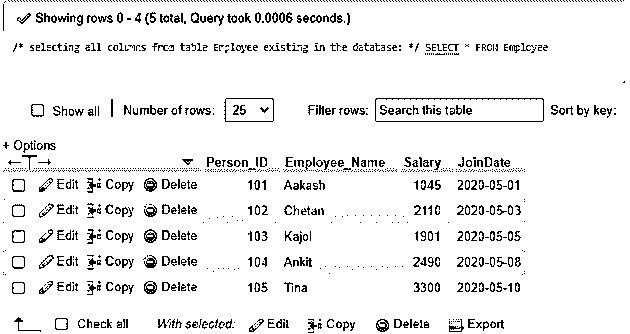 Showing rows 0 - 4 (5 total, Query took 0.0006 seconds.)
/* selecting all columns from table Employee existing in the database: */ SELECT * FROM Employee
Show all | Number of rows: 25 Filter rows: Search this table Sort by key:
+ Options
←T→ Person_ID Employee_Name Salary JoinDate
Edit Copy Delete 101 Aakash 1045 2020-05-01
Edit Copy Delete 102 Chetan 2110 2020-05-03
Edit Copy Delete 103 Kajol 1901 2020-05-05
Edit Copy Delete 104 Ankit 2490 2020-05-08
Edit Copy Delete 105 Tina 3300 2020-05-10
Check all With selected: Edit Copy Delete Export